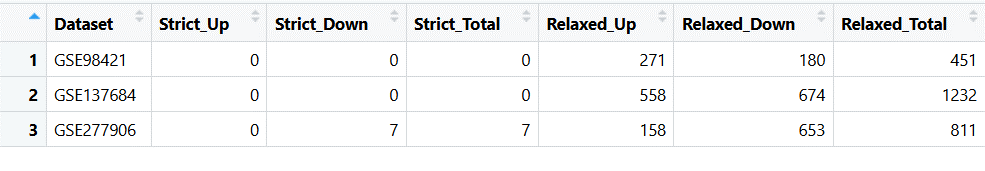 Dataset Strict_Up Strict_Down Strict_Total Relaxed_Up Relaxed_Down Relaxed_Total
1 GSE98421 0 0 0 271 180 451
2 GSE137684 0 0 0 558 674 1232
3 GSE277906 0 7 7 158 653 811